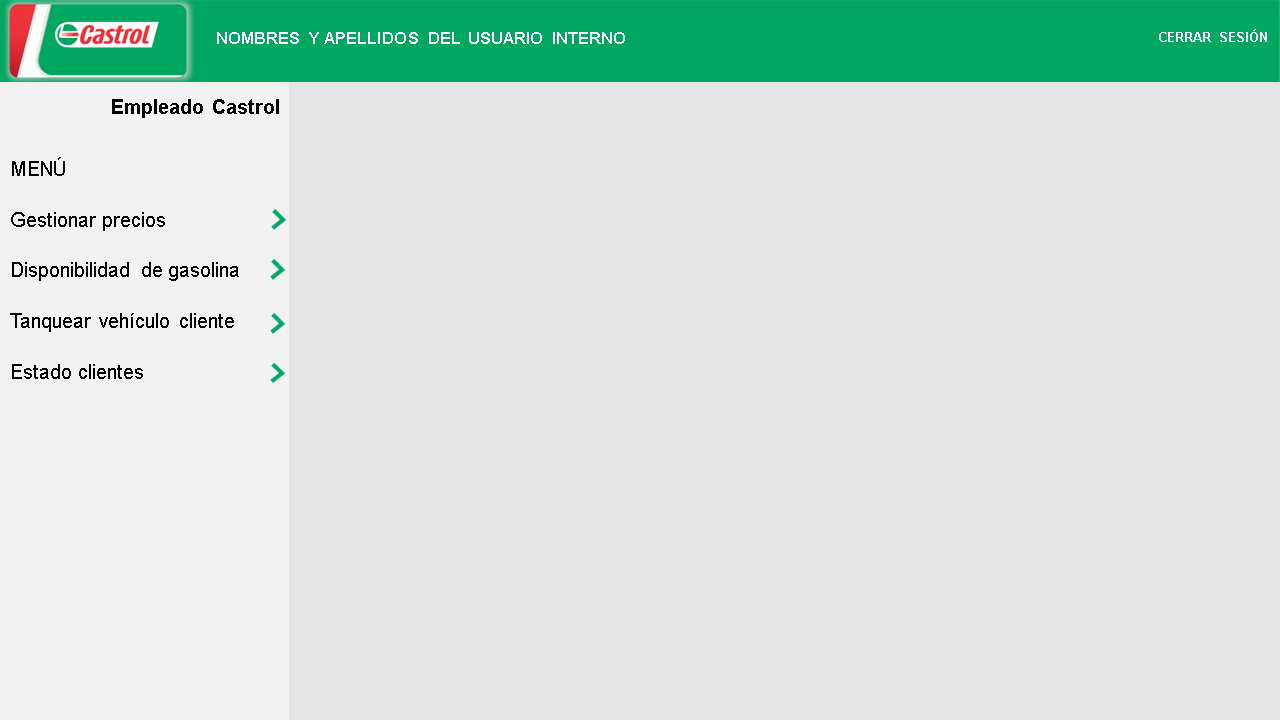 Castrol
NOMBRES Y APELLIDOS DEL USUARIO INTERNO
CERRAR SESIÓN
Empleado Castrol
MENÚ
Gestionar precios
Disponibilidad de gasolina
Tanquear vehículo cliente
Estado clientes